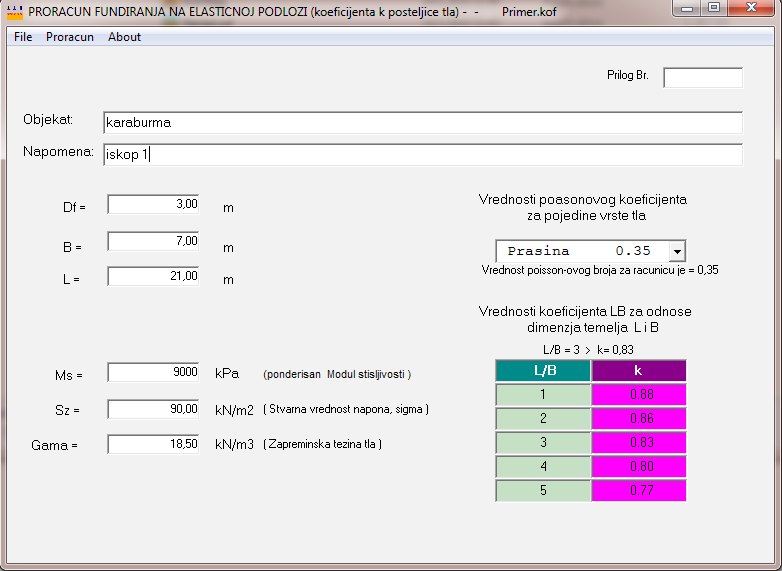 PRORACUN FUNDIRANJA NA ELASTICNOJ PODLOZI (koeficijenta k posteljice tla) - - Primer.kof
File Proracun About
Prilog Br.
Objekat: karaburma
Napomena: iskop 1
Df = 3,00 m
B = 7,00 m
L = 21,00 m
Vrednosti poasonovog koeficijenta
za pojedine vrste tla
Prasina 0.35
Vrednost poisson-ovog broja za racunicu je = 0,35
Vrednosti koeficijenta LB za odnose
dimenzja temelja L i B
L/B = 3 > k= 0,83
Ms = 9000 kPa (ponderisan Modul stisljivosti )
Sz = 90,00 kN/m2 ( Stvarna vrednost napona, sigma )
Gama = 18,50 kN/m3 ( Zapreminska tezina tla )
L/B k
1 0.88
2 0.86
3 0.83
4 0.80
5 0.77